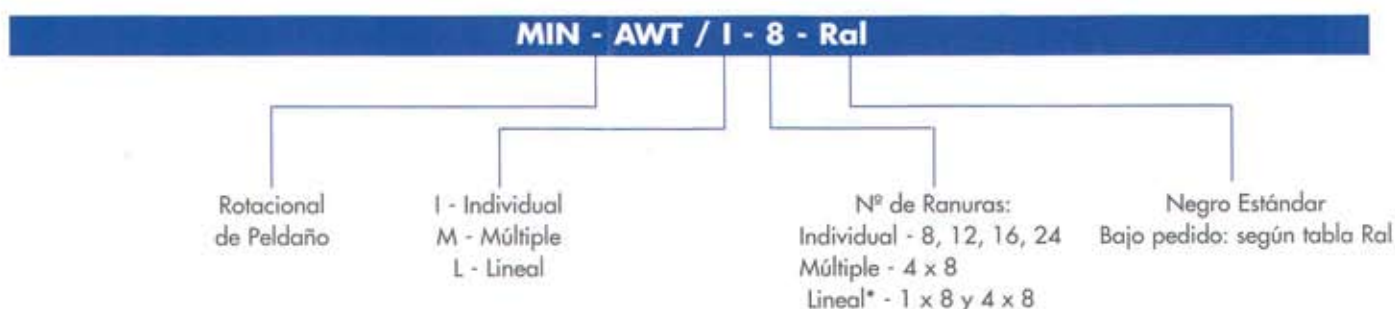 MIN - AWT / I - 8 - Ral
Rotacional
de Peldaño
I - Individual
M - Múltiple
L - Lineal
Nº de Ranuras:
Individual - 8, 12, 16, 24
Múltiple - 4 x 8
Lineal* - 1 x 8 y 4 x 8
Negro Estándar
Bajo pedido: según tabla Ral